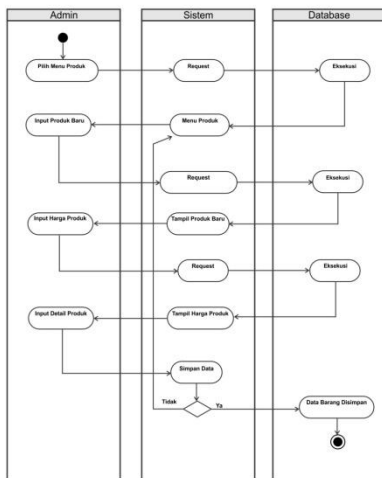 Admin
Sistem
Database
Pilih Menu Produk
Request
Eksekusi
Input Produk Baru
Menu Produk
Request
Eksekusi
Input Harga Produk
Tampil Produk Baru
Request
Eksekusi
Input Detail Produk
Tampil Harga Produk
Simpan Data
Tidak
Ya
Data Barang Disimpan